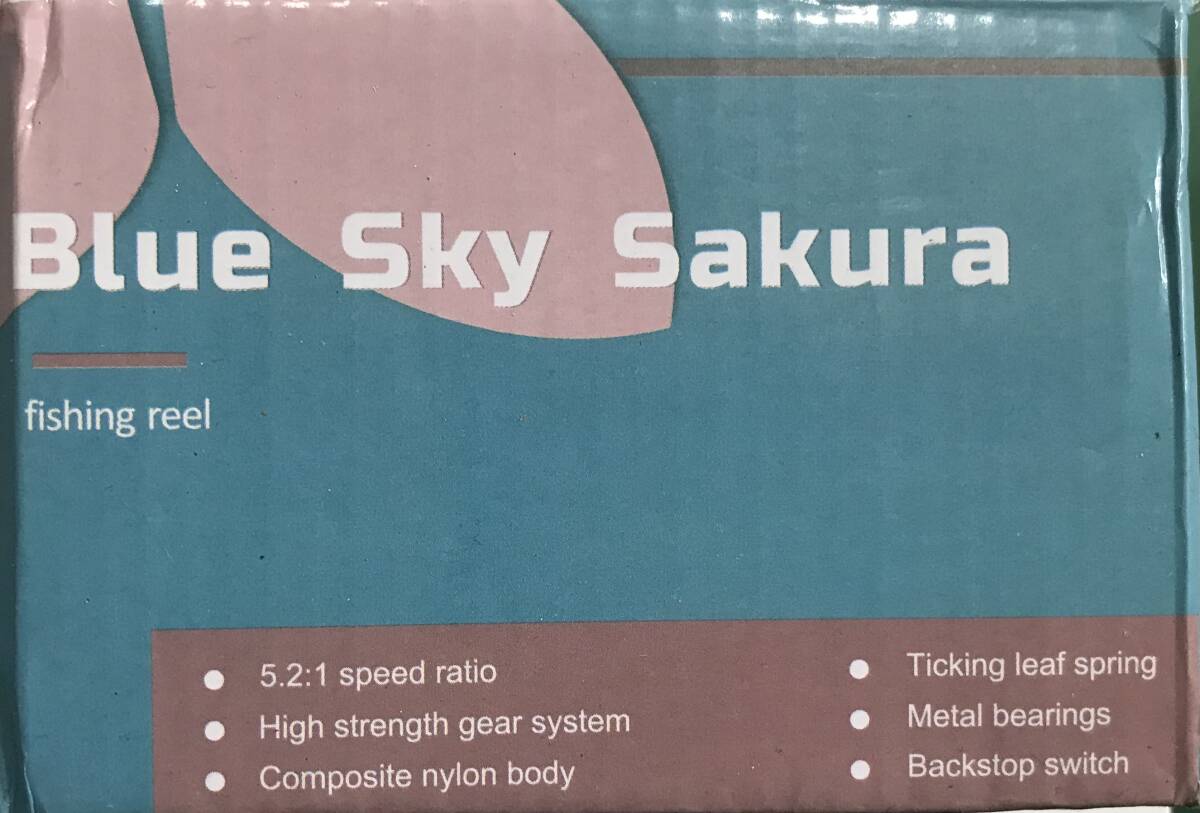 Blue Sky Sakura
fishing reel
5.2:1 speed ratio
High strength gear system
Composite nylon body
Ticking leaf spring
Metal bearings
Backstop switch